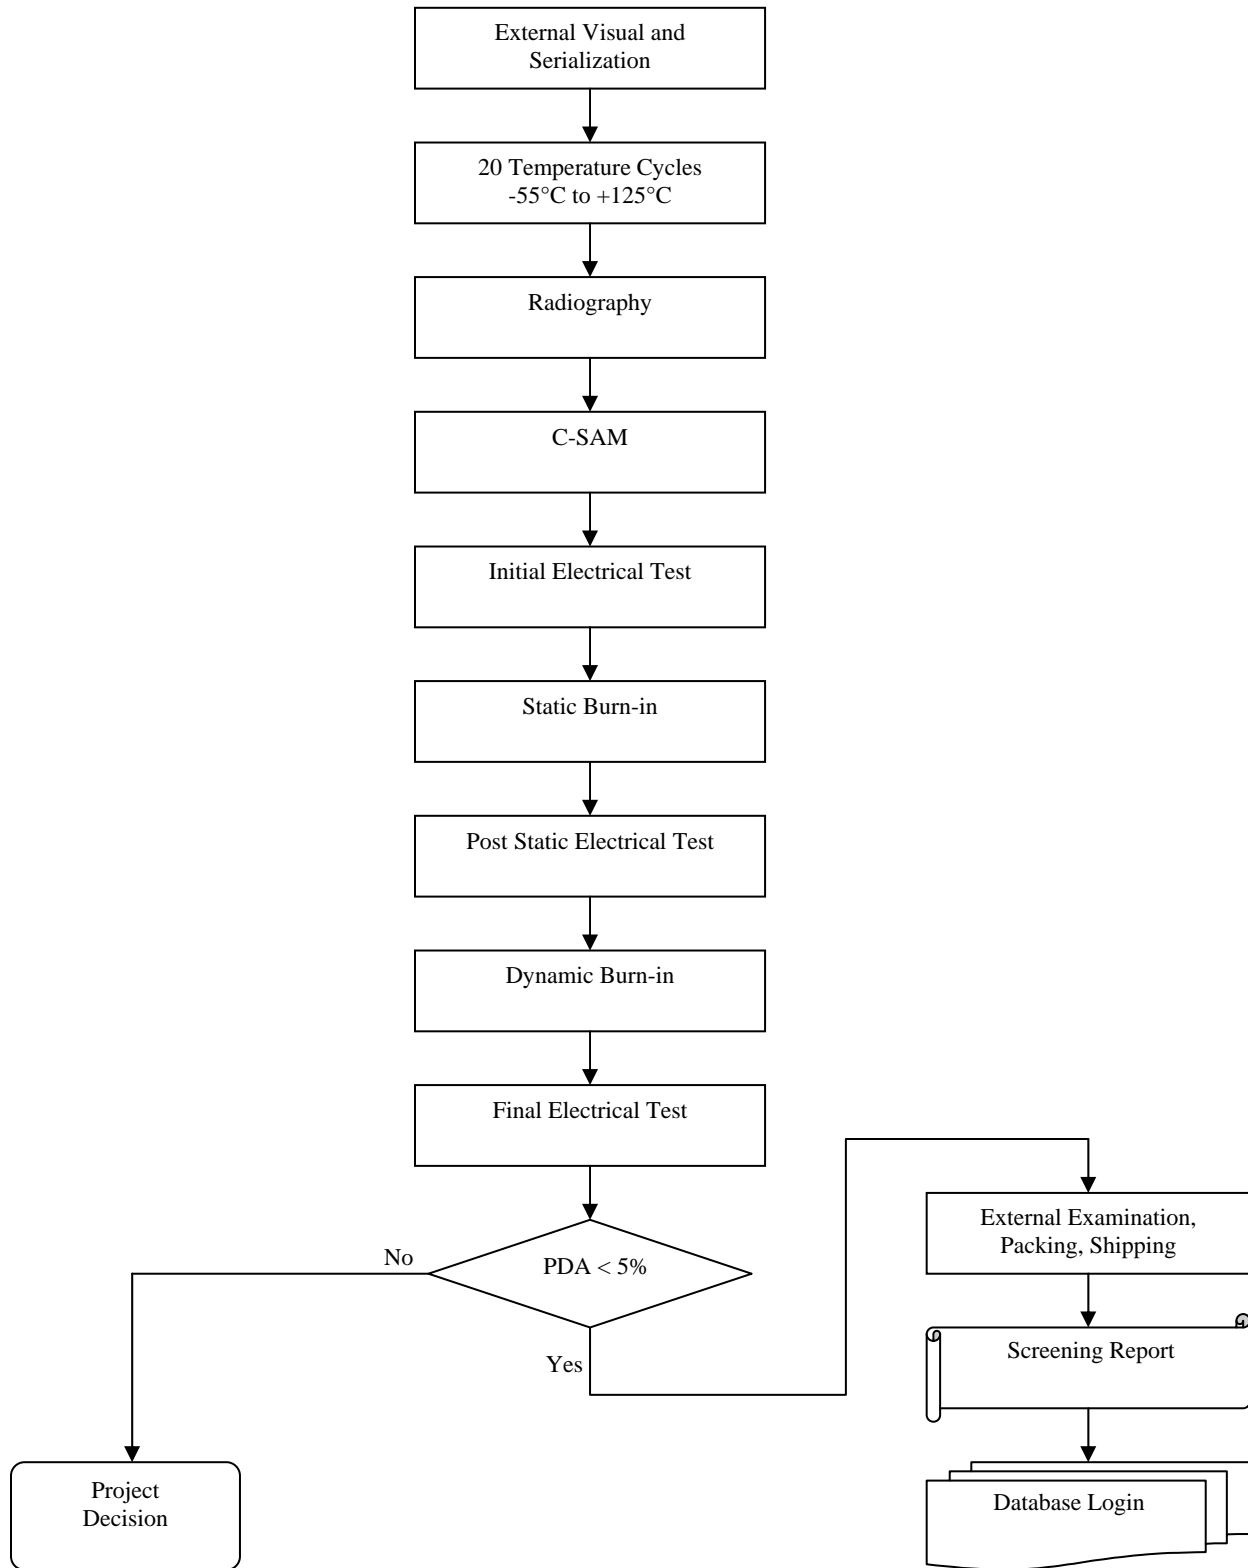 External Visual and
Serialization
20 Temperature Cycles
-55°C to +125°C
Radiography
C-SAM
Initial Electrical Test
Static Burn-in
Post Static Electrical Test
Dynamic Burn-in
Final Electrical Test
PDA < 5%
No
Yes
External Examination,
Packing, Shipping
Screening Report
Database Login
Project
Decision